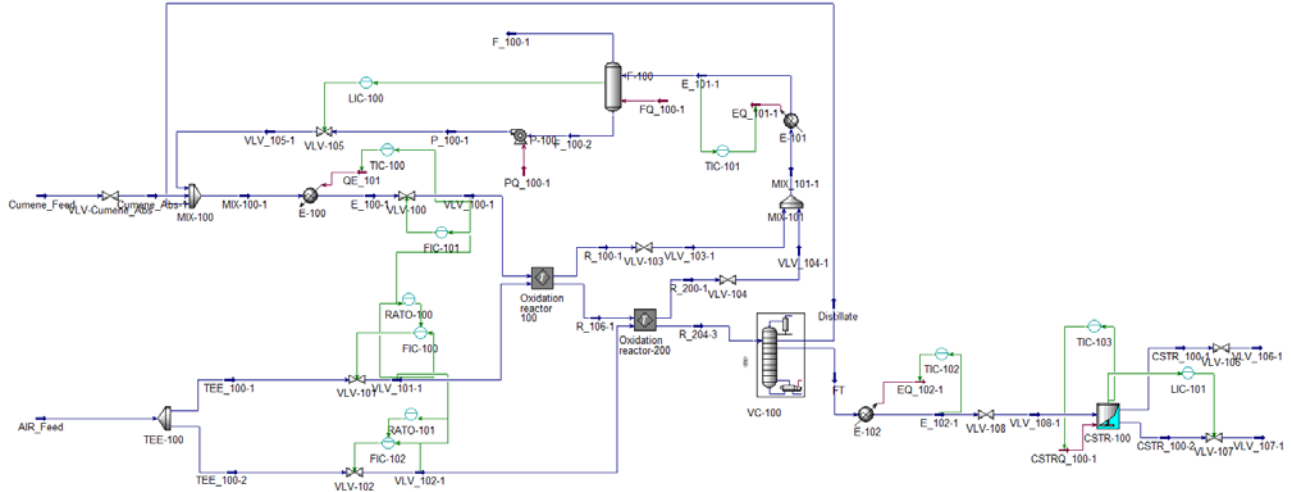 F_100-1
F-100
E_101-1
LIC-100
FQ_100-1
EQ_101-1
E-101
VLV_105-1
VLV-105
P_100-1
P-100
F_100-2
TIC-100
TIC-101
QE_101
PQ_100-1
MIX_101-1
Cumene_Feed
VLV-Cumene_Abs
Cumene_Abs-1
MIX-100
MIX-100-1
E-100
E_100-1
VLV-100
VLV_100-1
MIX-101
FIC-101
R_100-1
VLV-103
VLV_103-1
VLV_104-1
Oxidation
reactor
100
R_200-1
VLV-104
RATO-100
FIC-100
R_106-1
Oxidation
reactor-200
R_204-3
Distillate
TIC-103
CSTR_100-1
VLV-106
VLV_106-1
TEE_100-1
VLV-101
VLV_101-1
VC-100
FT
TIC-102
EQ_102-1
LIC-101
AIR_Feed
TEE-100
RATO-101
FIC-102
E-102
E_102-1
VLV-108
VLV_108-1
CSTR-100
CSTRQ_100-1
CSTR_100-2
VLV-107
VLV_107-1
TEE_100-2
VLV-102
VLV_102-1